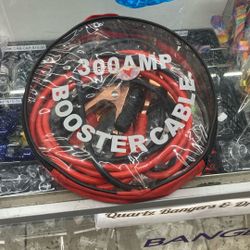 300AMP
BOOSTER CABLE
Quartz Bangers & D
BANG